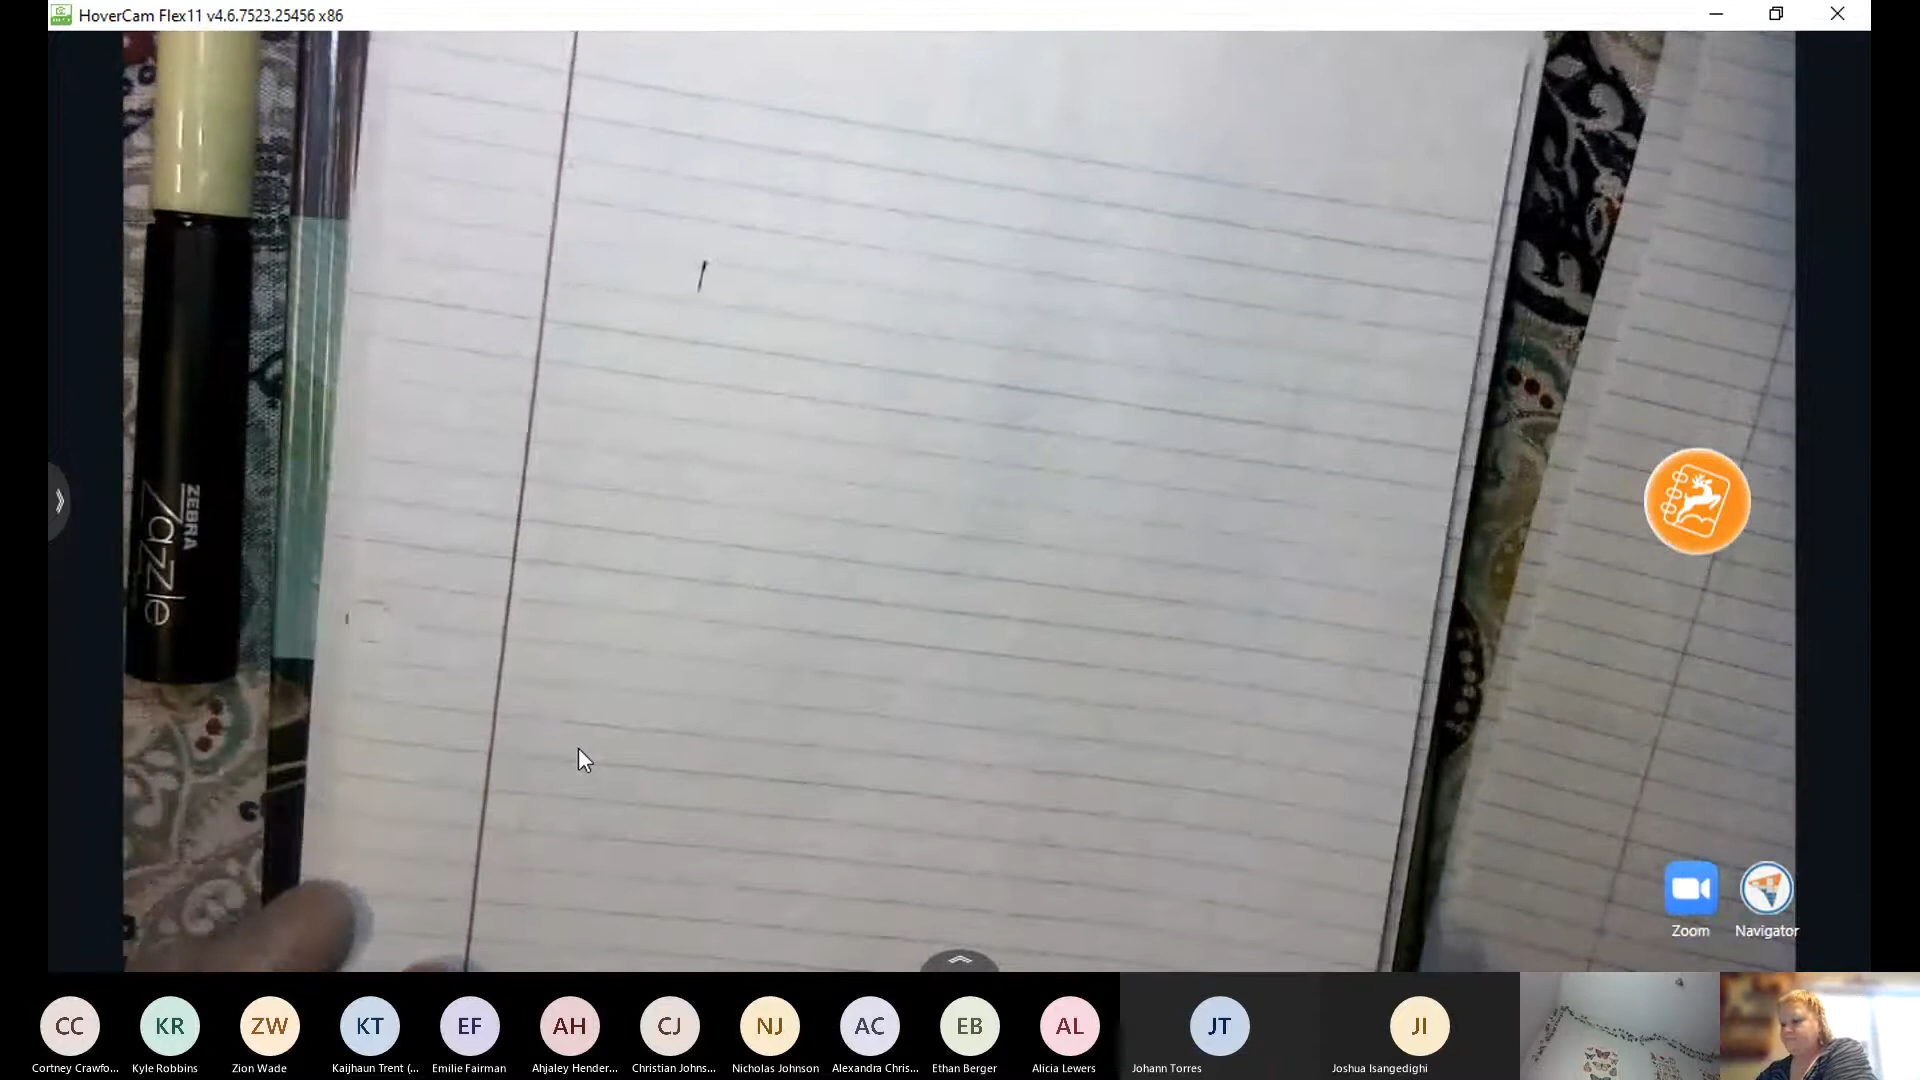 HoverCam Flex11 v4.6.7523.25456 x86
ZEBRA
Zazzle
Zoom
Navigator
CC
KR
ZW
KT
EF
AH
CJ
NJ
AC
EB
AL
JT
JI
Cortney Crawfo...
Kyle Robbins
Zion Wade
Kaijhaun Trent (...
Emilie Fairman
Ahjaley Hender...
Christian Johns...
Nicholas Johnson
Alexandra Chris...
Ethan Berger
Alicia Lewers
Johann Torres
Joshua Isangedighi